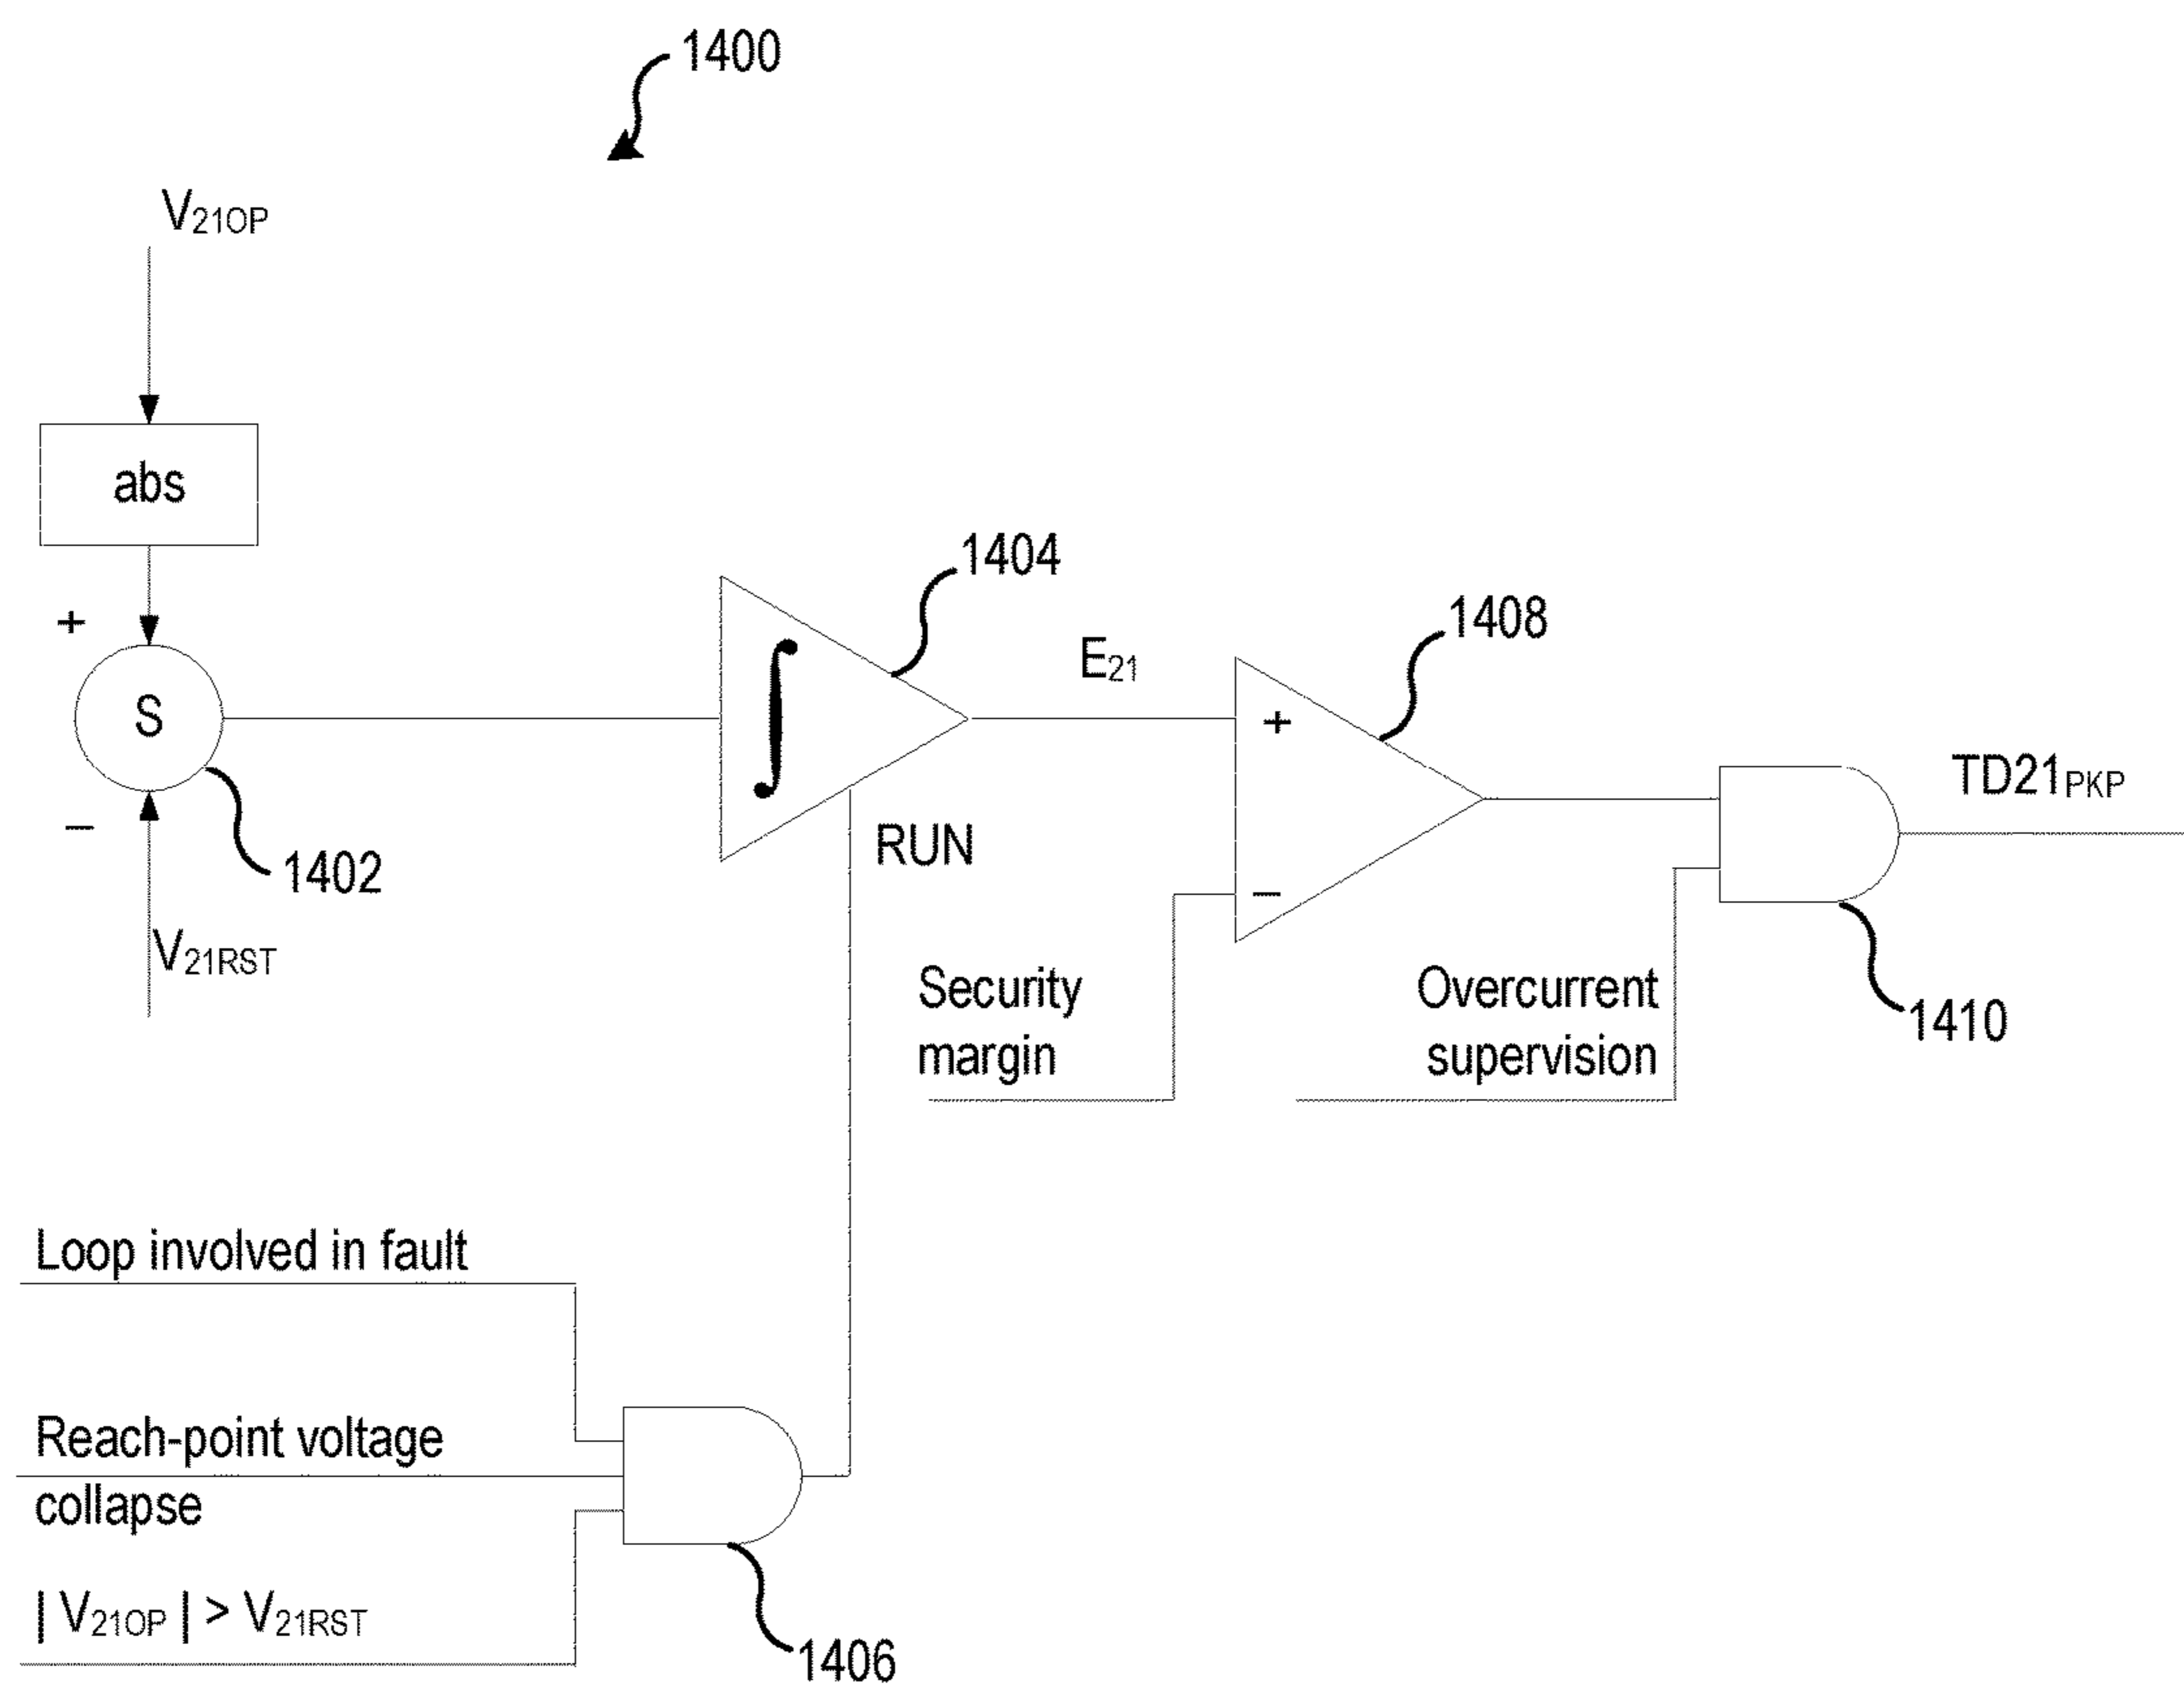 1400
V21OP
abs
+
S
−
1402
V21RST
1404
∫
RUN
E21
1408
+
−
Security
margin
Overcurrent
supervision
TD21PKP
1410
Loop involved in fault
Reach-point voltage
collapse
| V21OP | > V21RST
1406